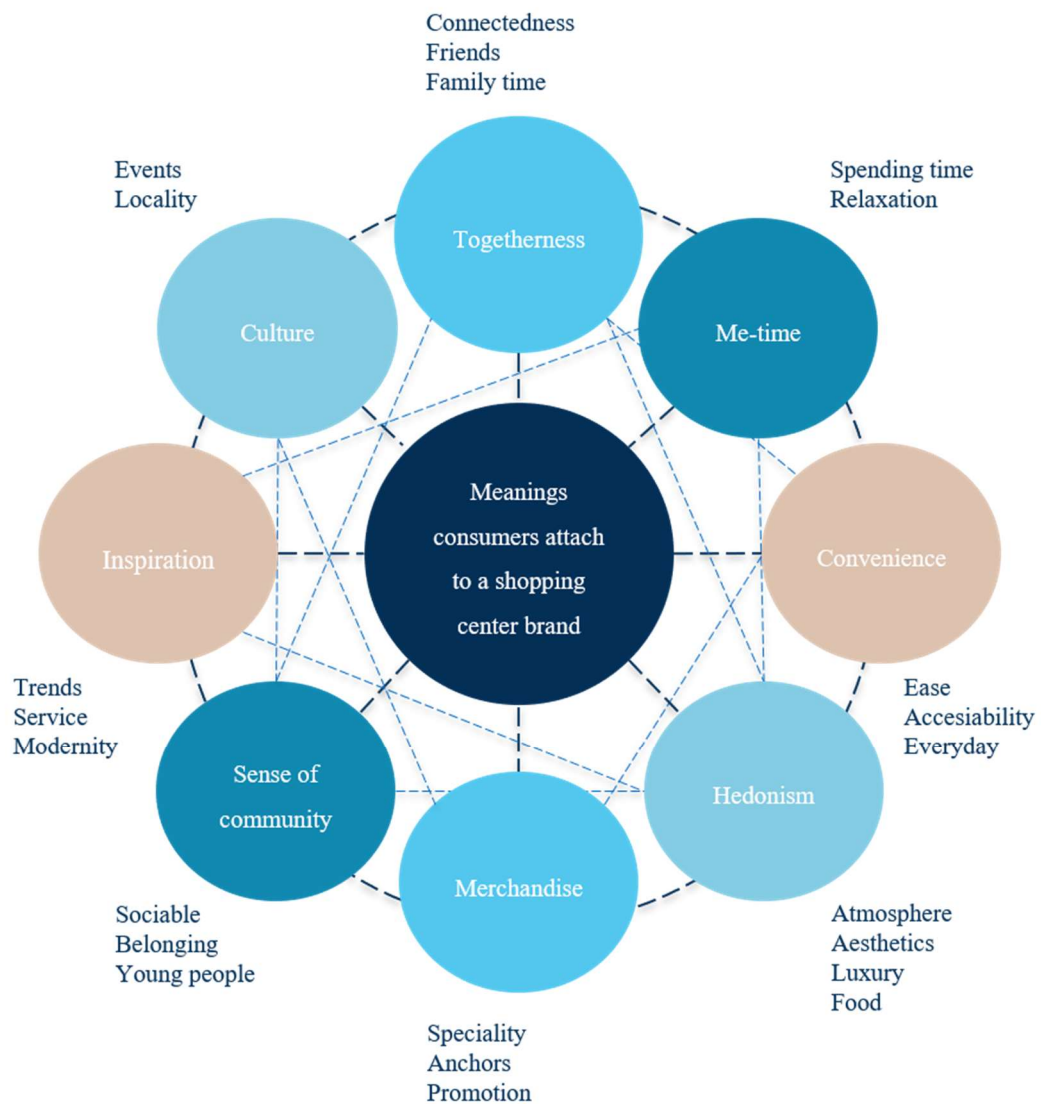 Connectedness
Friends
Family time
Events
Locality
Spending time
Relaxation
Togetherness
Culture
Me-time
Meanings
consumers attach
to a shopping
center brand
Inspiration
Convenience
Trends
Service
Modernity
Ease
Accesiability
Everyday
Sense of
community
Hedonism
Merchandise
Sociable
Belonging
Young people
Atmosphere
Aesthetics
Luxury
Food
Speciality
Anchors
Promotion